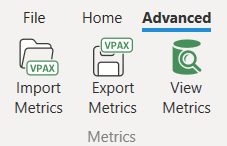 File Home Advanced
VPAX VPAX
Import Export View
Metrics Metrics Metrics
Metrics